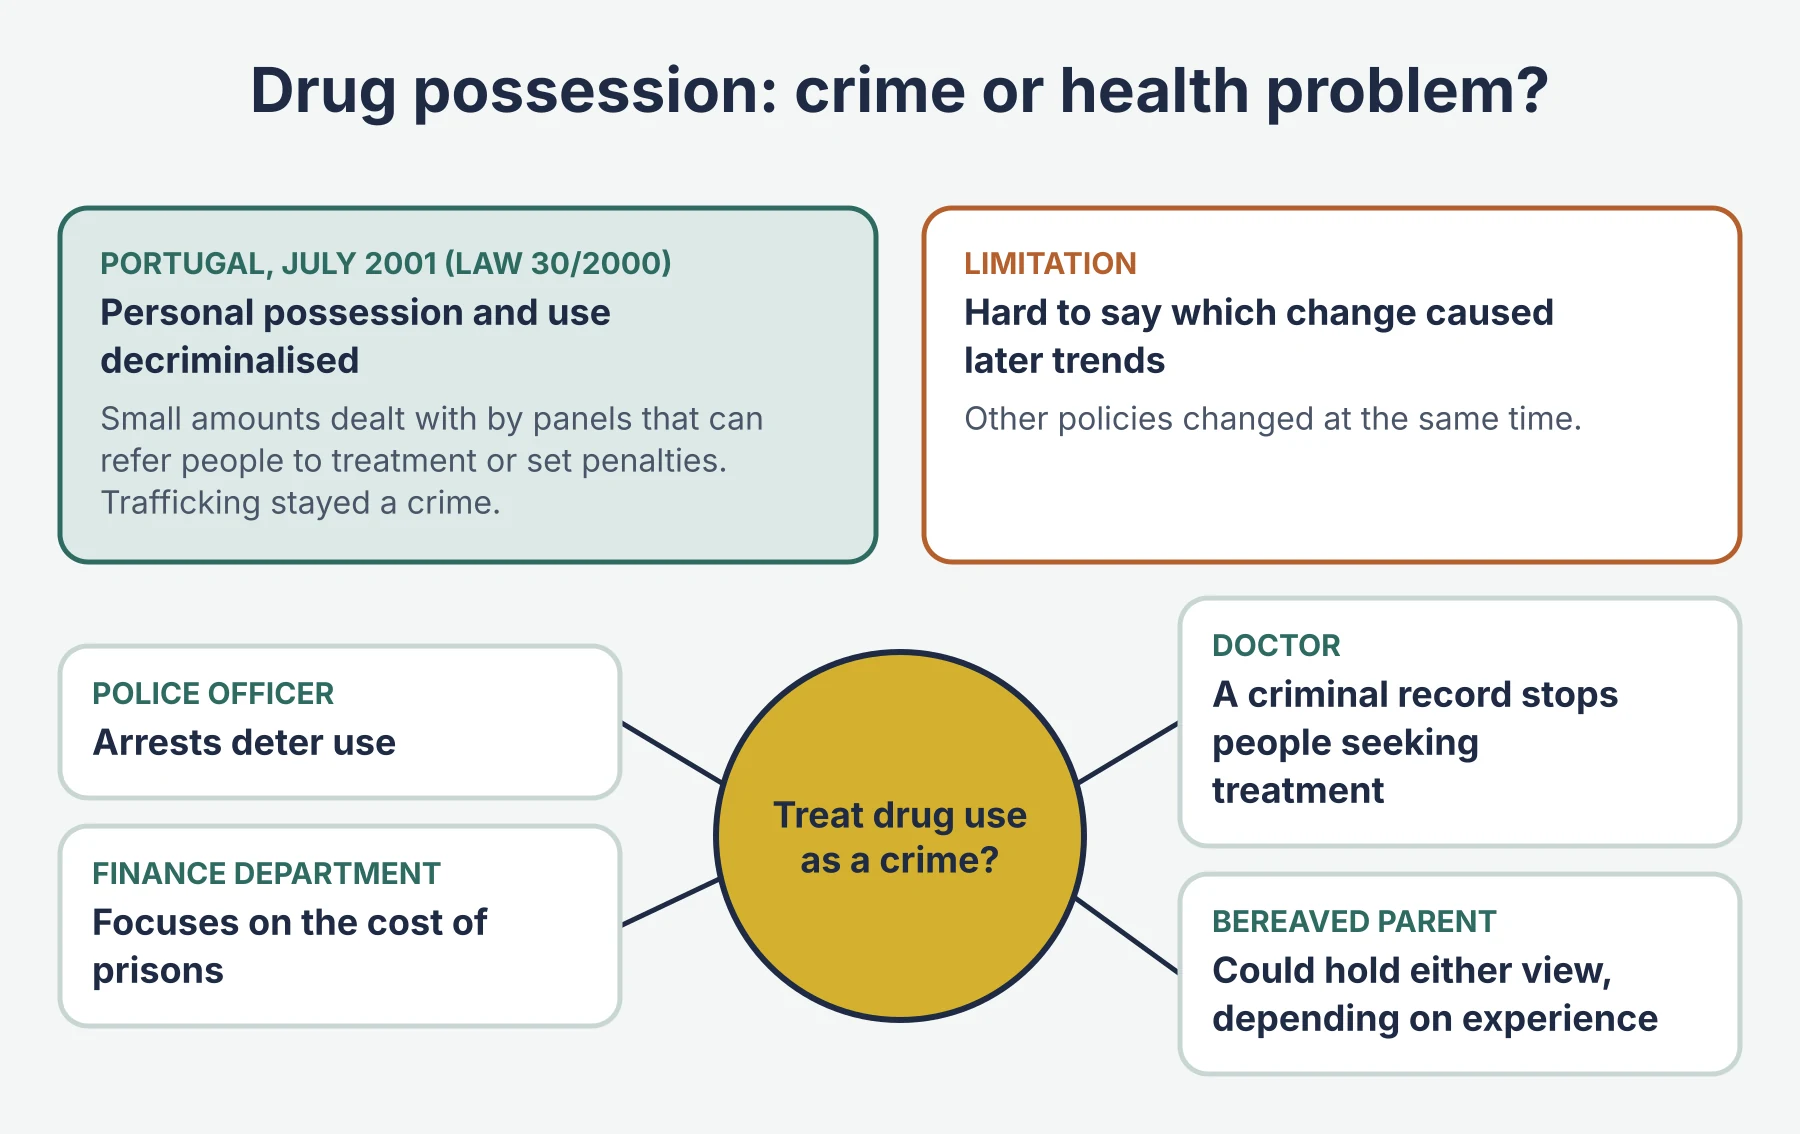 Drug possession: crime or health problem?
PORTUGAL, JULY 2001 (LAW 30/2000)
Personal possession and use
decriminalised
Small amounts dealt with by panels that can
refer people to treatment or set penalties.
Trafficking stayed a crime.
LIMITATION
Hard to say which change caused
later trends
Other policies changed at the same time.
POLICE OFFICER
Arrests deter use
FINANCE DEPARTMENT
Focuses on the cost of
prisons
Treat drug use
as a crime?
DOCTOR
A criminal record stops
people seeking
treatment
BEREAVED PARENT
Could hold either view,
depending on experience